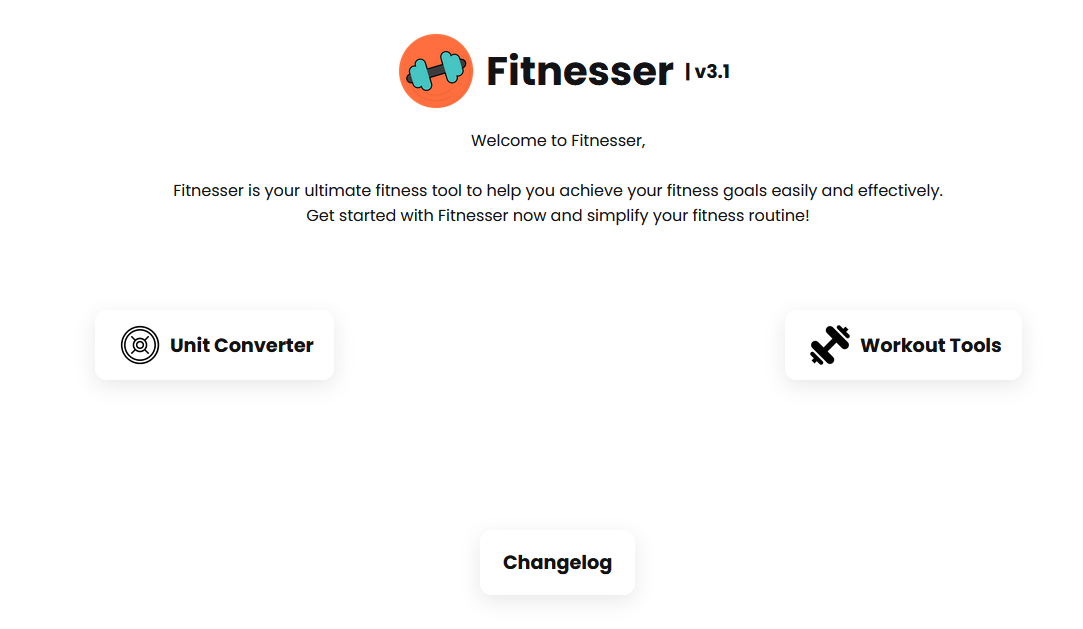 Fitnesser | v3.1
Welcome to Fitnesser,
Fitnesser is your ultimate fitness tool to help you achieve your fitness goals easily and effectively.
Get started with Fitnesser now and simplify your fitness routine!
Unit Converter
Workout Tools
Changelog